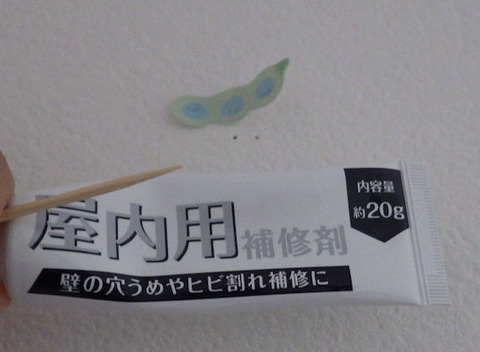 内容量
約20g
屋内用補修剤
壁の穴うめやヒビ割れ補修に